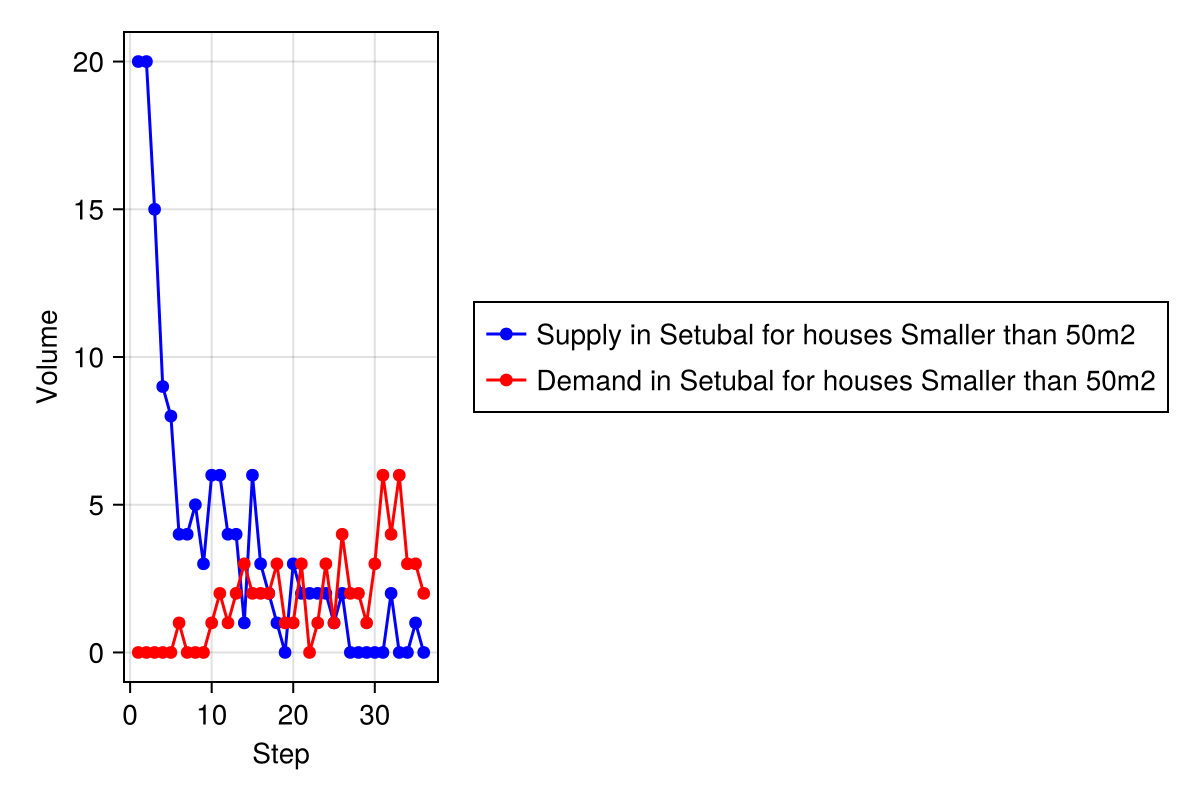 20
15
10
5
0
Volume
0 10 20 30
Step
Supply in Setubal for houses Smaller than 50m2
Demand in Setubal for houses Smaller than 50m2